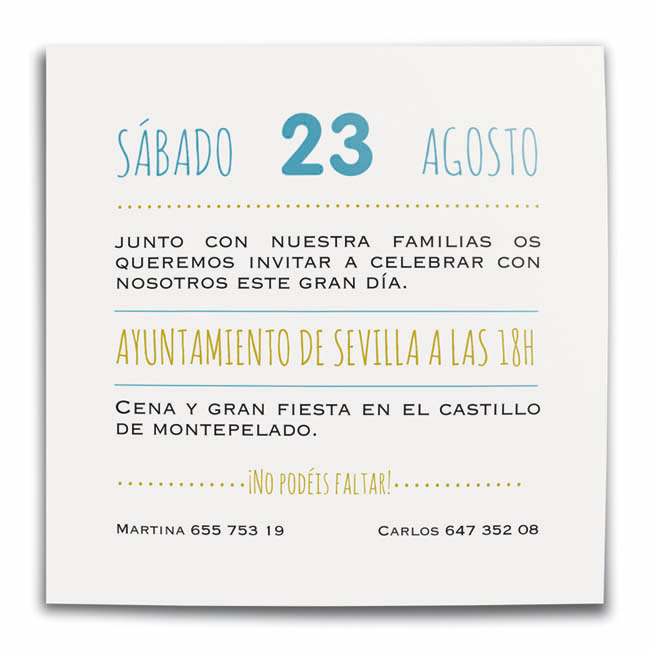 SÁBADO 23 AGOSTO
JUNTO CON NUESTRA FAMILIAS OS
QUEREMOS INVITAR A CELEBRAR CON
NOSOTROS ESTE GRAN DÍA.
AYUNTAMIENTO DE SEVILLA A LAS 18H
CENA Y GRAN FIESTA EN EL CASTILLO
DE MONTEPELADO.
¡NO PODÉIS FALTAR!
MARTINA 655 753 19 CARLOS 647 352 08